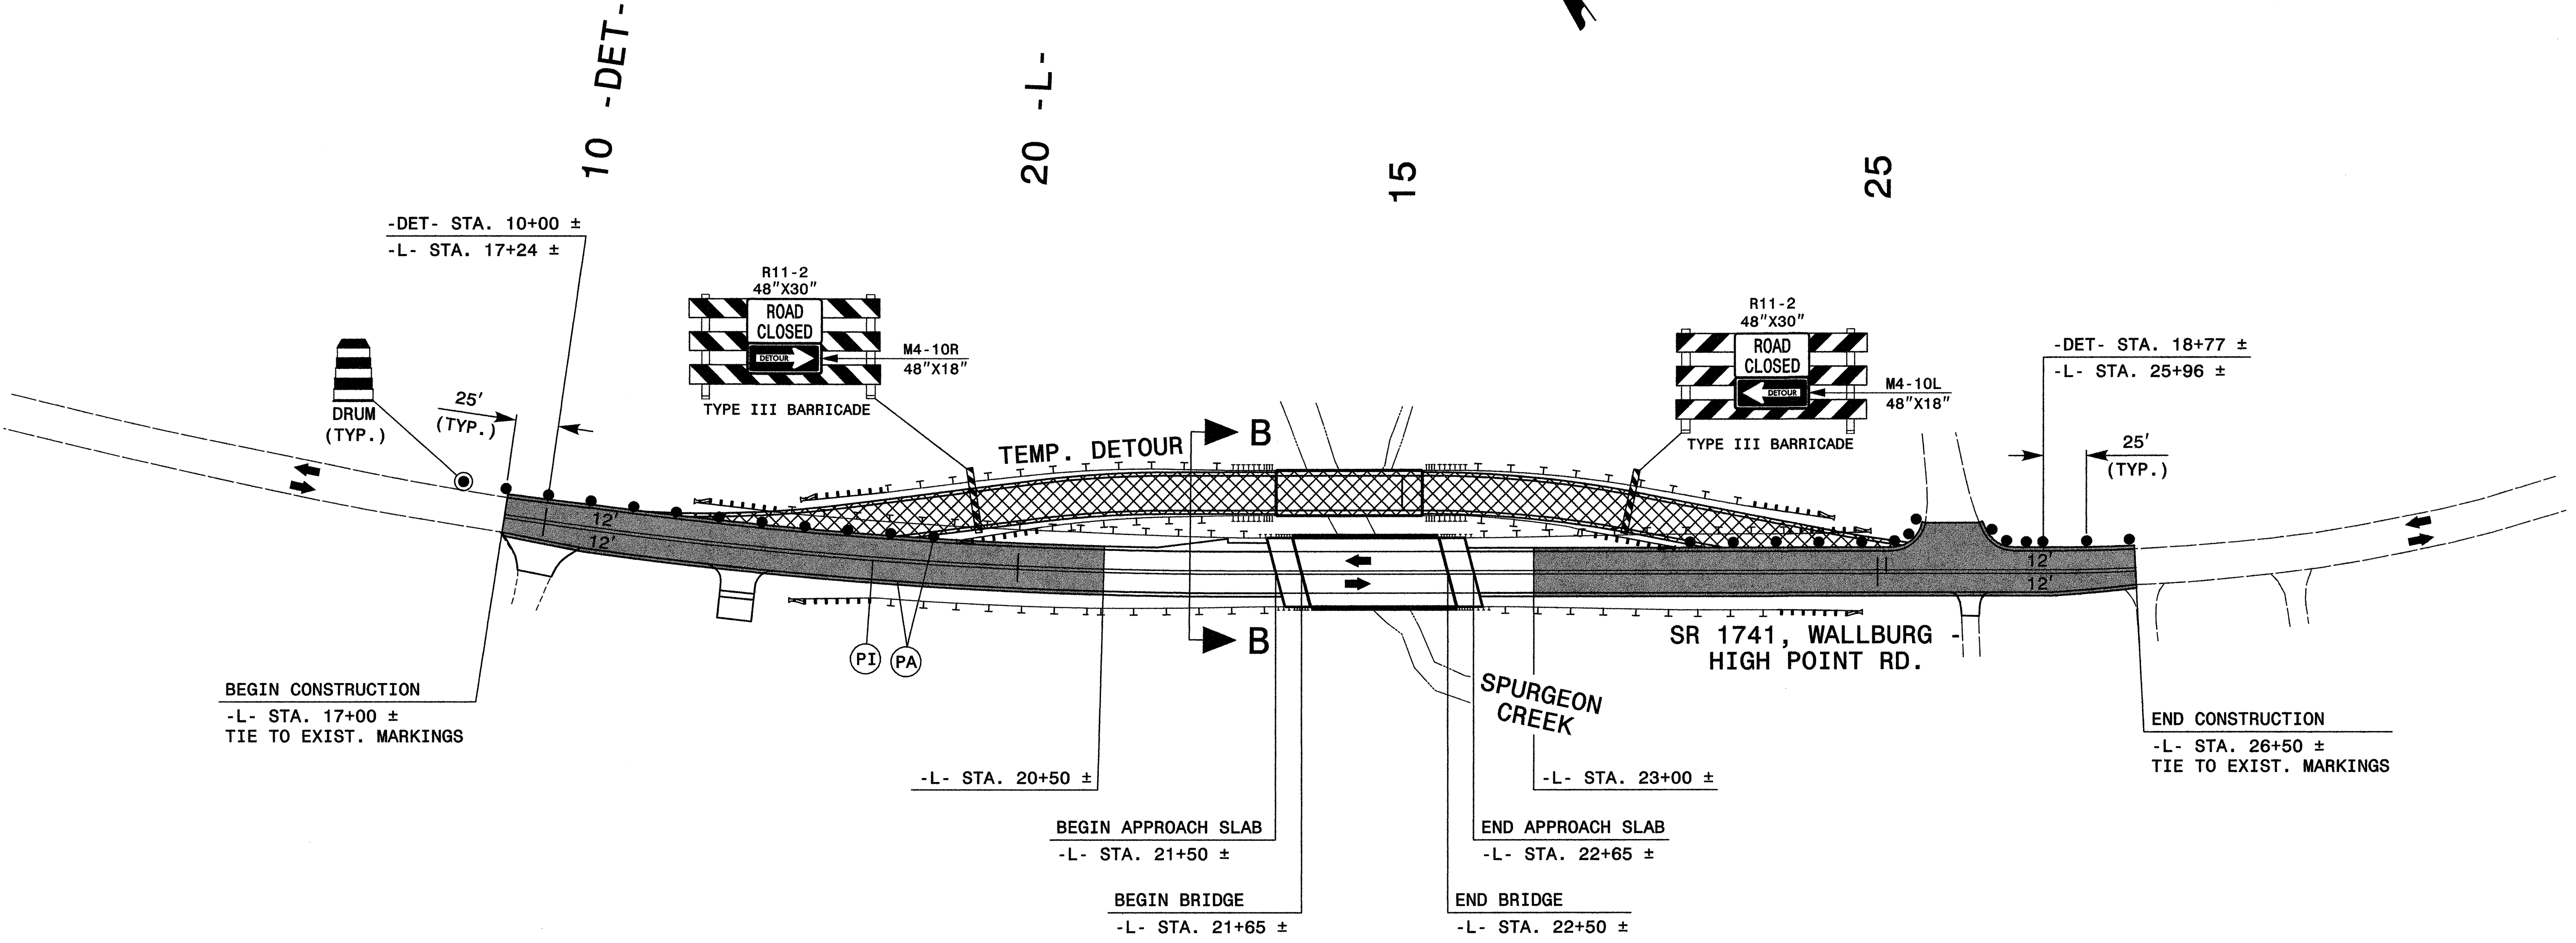 10 -DET-
20 -L-
15
25
-DET- STA. 10+00 ±
-L- STA. 17+24 ±
R11-2
48"X30"
ROAD
CLOSED
DETOUR
M4-10R
48"X18"
TYPE III BARRICADE
R11-2
48"X30"
ROAD
CLOSED
DETOUR
M4-10L
48"X18"
TYPE III BARRICADE
-DET- STA. 18+77 ±
-L- STA. 25+96 ±
DRUM
(TYP.)
25'
(TYP.)
25'
(TYP.)
TEMP. DETOUR
B
12'
12'
12'
12'
B
PI
PA
SR 1741, WALLBURG -
HIGH POINT RD.
SPURGEON
CREEK
BEGIN CONSTRUCTION
-L- STA. 17+00 ±
TIE TO EXIST. MARKINGS
END CONSTRUCTION
-L- STA. 26+50 ±
TIE TO EXIST. MARKINGS
-L- STA. 20+50 ±
-L- STA. 23+00 ±
BEGIN APPROACH SLAB
-L- STA. 21+50 ±
END APPROACH SLAB
-L- STA. 22+65 ±
BEGIN BRIDGE
-L- STA. 21+65 ±
END BRIDGE
-L- STA. 22+50 ±